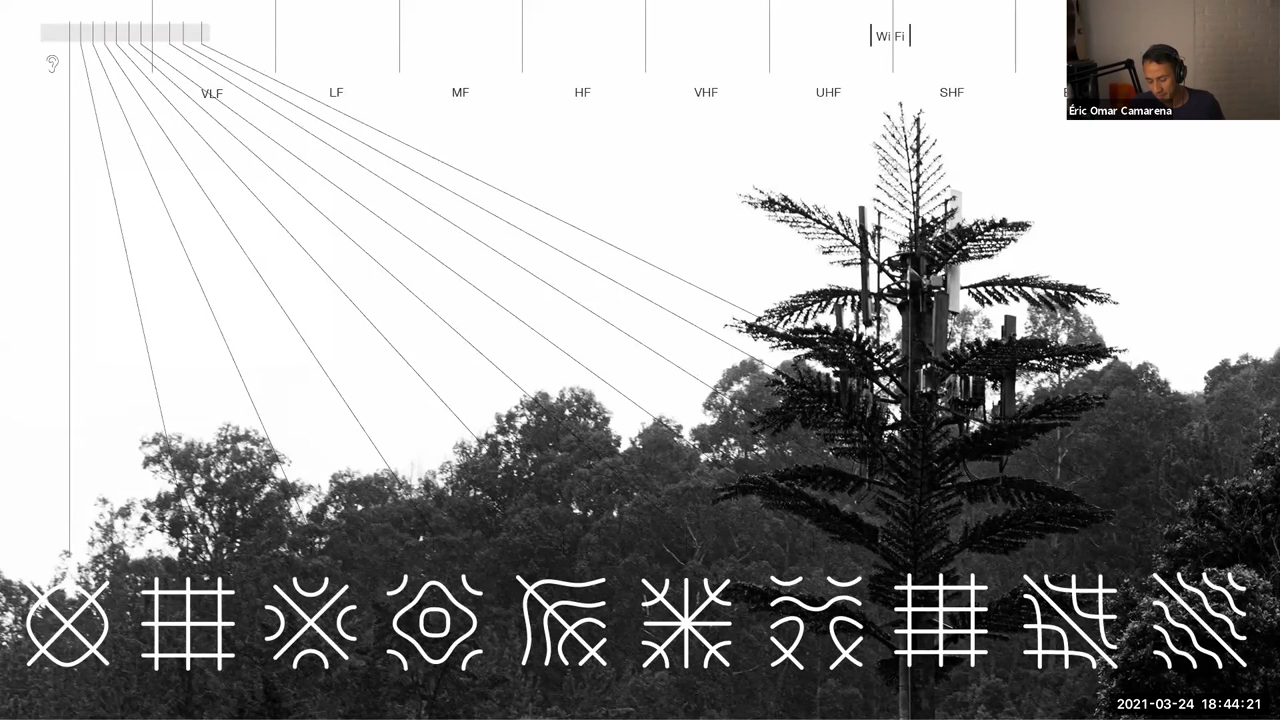 Wi Fi
VLF
LF
MF
HF
VHF
UHF
SHF
Éric Omar Camarena
2021-03-24 18:44:21